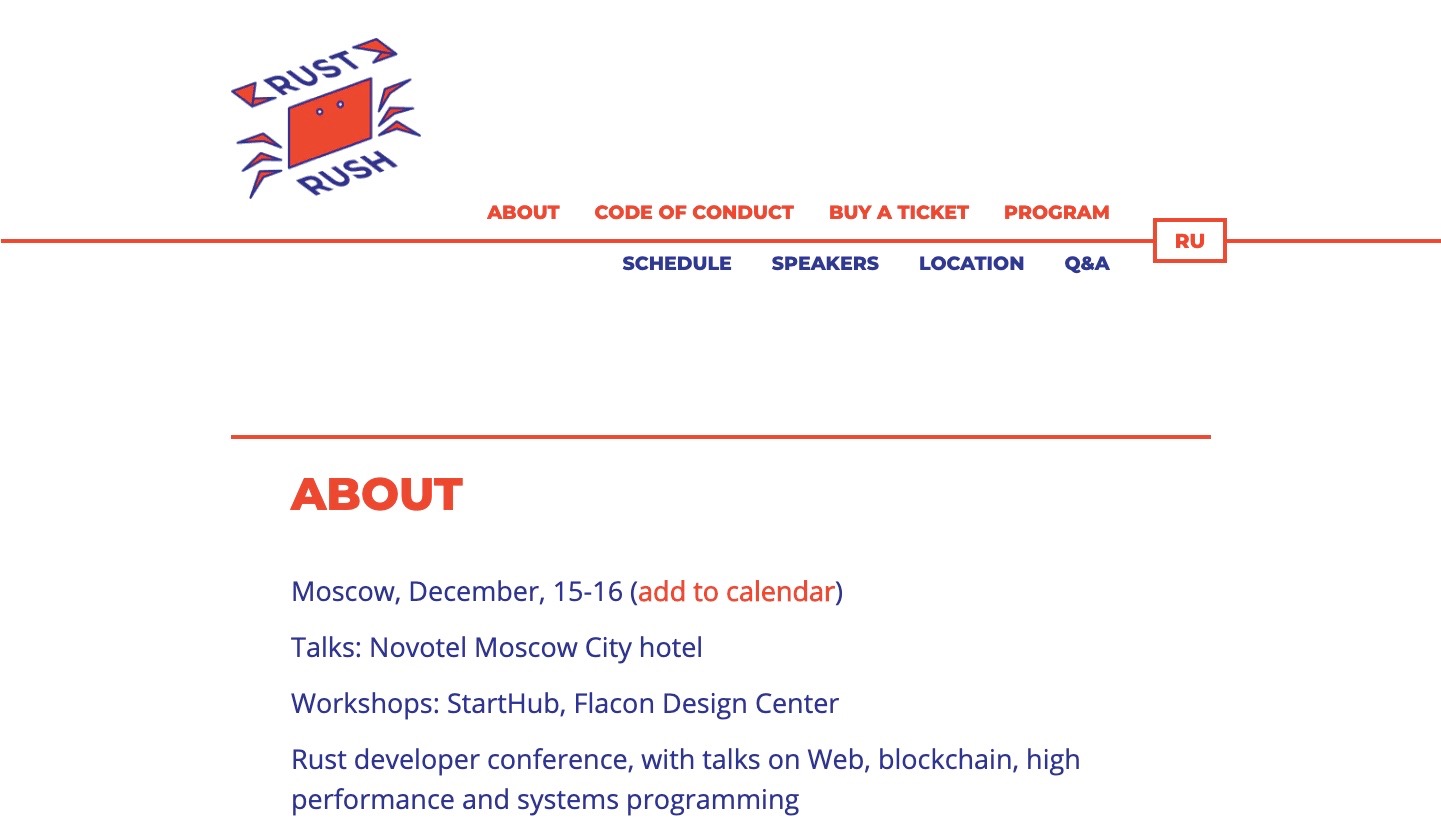 RUST
RUSH
ABOUT CODE OF CONDUCT BUY A TICKET PROGRAM
RU
SCHEDULE SPEAKERS LOCATION Q&A
ABOUT
Moscow, December, 15-16 (add to calendar)
Talks: Novotel Moscow City hotel
Workshops: StartHub, Flacon Design Center
Rust developer conference, with talks on Web, blockchain, high
performance and systems programming